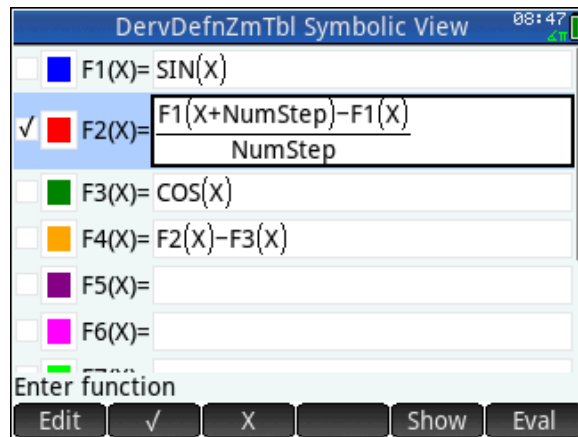 DervDefnZmTbl Symbolic View 08:47
∡π
F1(X)= SIN(X)
√ F2(X)= F1(X+NumStep)−F1(X)
NumStep
F3(X)= COS(X)
F4(X)= F2(X)−F3(X)
F5(X)=
F6(X)=
Enter function
Edit √ X Show Eval